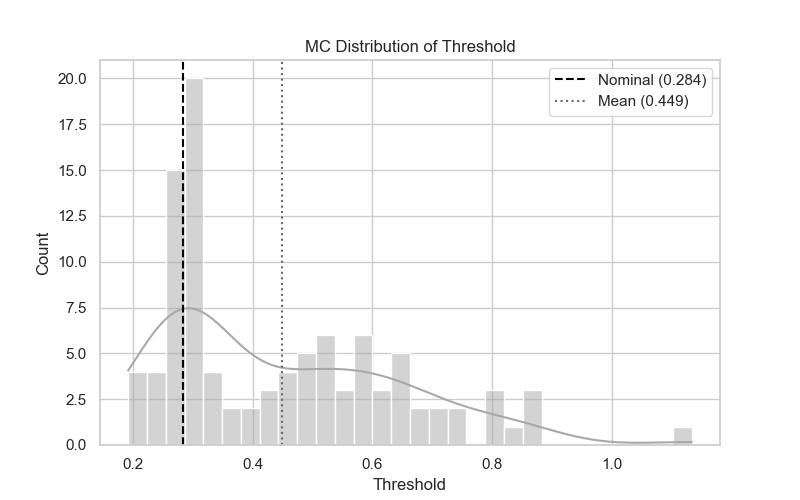 MC Distribution of Threshold
Nominal (0.284)
Mean (0.449)
Count
20.0
17.5
15.0
12.5
10.0
7.5
5.0
2.5
0.0
0.2 0.4 0.6 0.8 1.0
Threshold